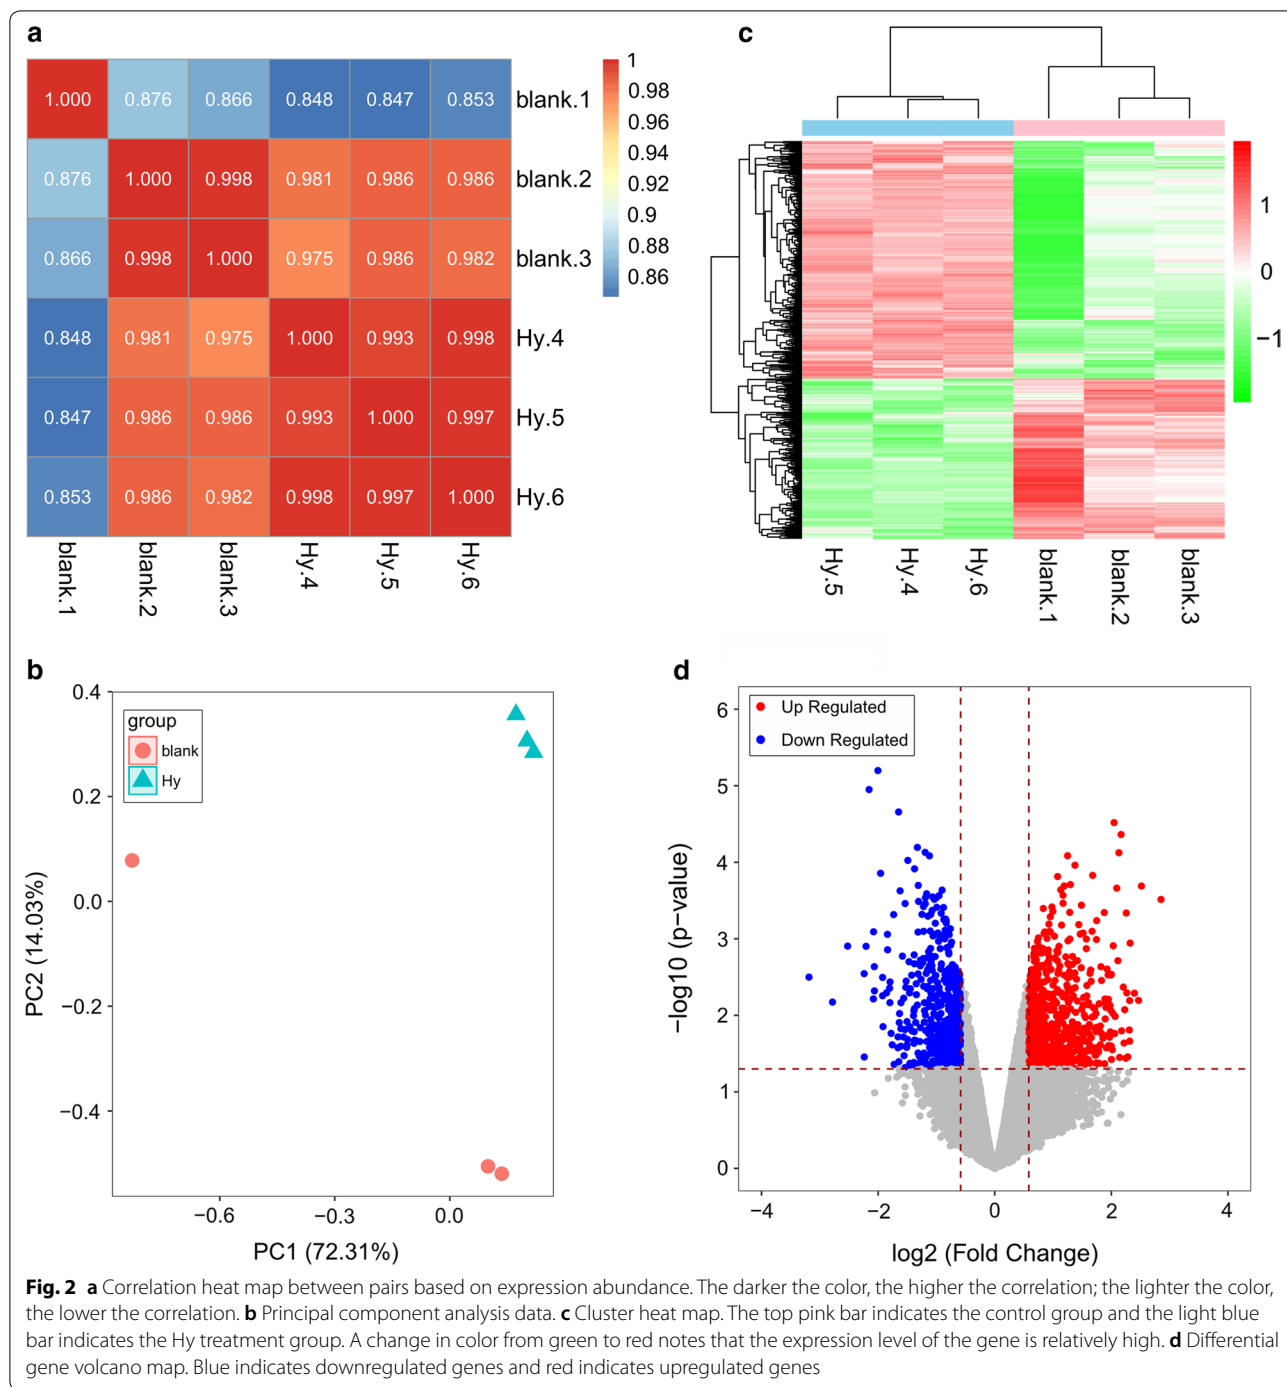 a
1.000 0.876 0.866 0.848 0.847 0.853 blank.1
0.876 1.000 0.998 0.981 0.986 0.986 blank.2
0.866 0.998 1.000 0.975 0.986 0.982 blank.3
0.848 0.981 0.975 1.000 0.993 0.998 Hy.4
0.847 0.986 0.986 0.993 1.000 0.997 Hy.5
0.853 0.986 0.982 0.998 0.997 1.000 Hy.6
blank.1 blank.2 blank.3 Hy.4 Hy.5 Hy.6
1
0.98
0.96
0.94
0.92
0.9
0.88
0.86
c
1
0
−1
Hy.5 Hy.4 Hy.6 blank.1 blank.2 blank.3
b
group
blank
Hy
0.4
0.2
0.0
−0.2
−0.4
PC2 (14.03%)
−0.6 −0.3 0.0
PC1 (72.31%)
d
Up Regulated
Down Regulated
6
5
4
3
2
1
0
−log10 (p−value)
−4 −2 0 2 4
log2 (Fold Change)
Fig. 2 a Correlation heat map between pairs based on expression abundance. The darker the color, the higher the correlation; the lighter the color,
the lower the correlation. b Principal component analysis data. c Cluster heat map. The top pink bar indicates the control group and the light blue
bar indicates the Hy treatment group. A change in color from green to red notes that the expression level of the gene is relatively high. d Differential
gene volcano map. Blue indicates downregulated genes and red indicates upregulated genes